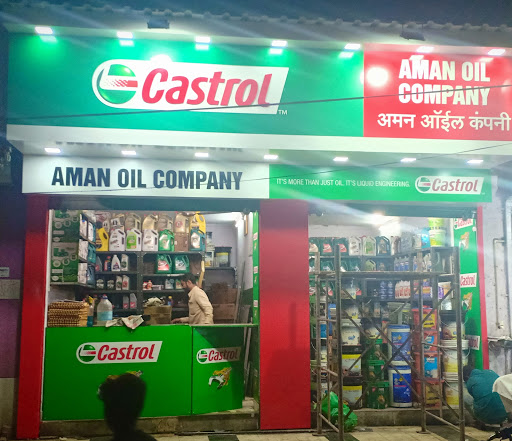 Castrol TM
AMAN OIL
COMPANY
अमन ऑईल कंपनी
AMAN OIL COMPANY
IT'S MORE THAN JUST OIL. IT'S LIQUID ENGINEERING. Castrol
Castrol
Castrol